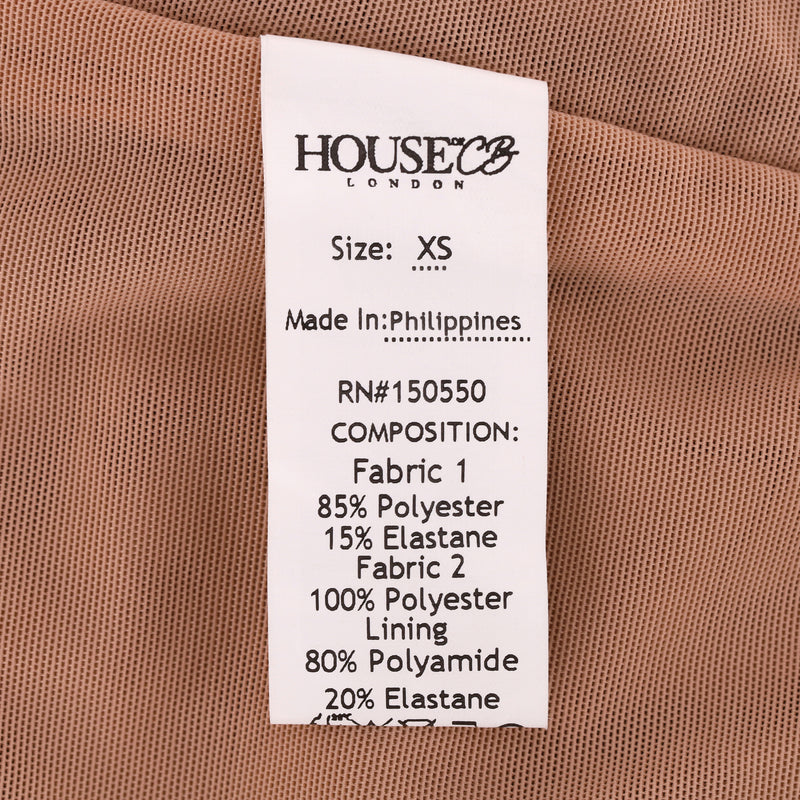 HOUSE OF CB
LONDON
Size: XS
Made In:Philippines
RN#150550
COMPOSITION:
Fabric 1
85% Polyester
15% Elastane
Fabric 2
100% Polyester
Lining
80% Polyamide
20% Elastane